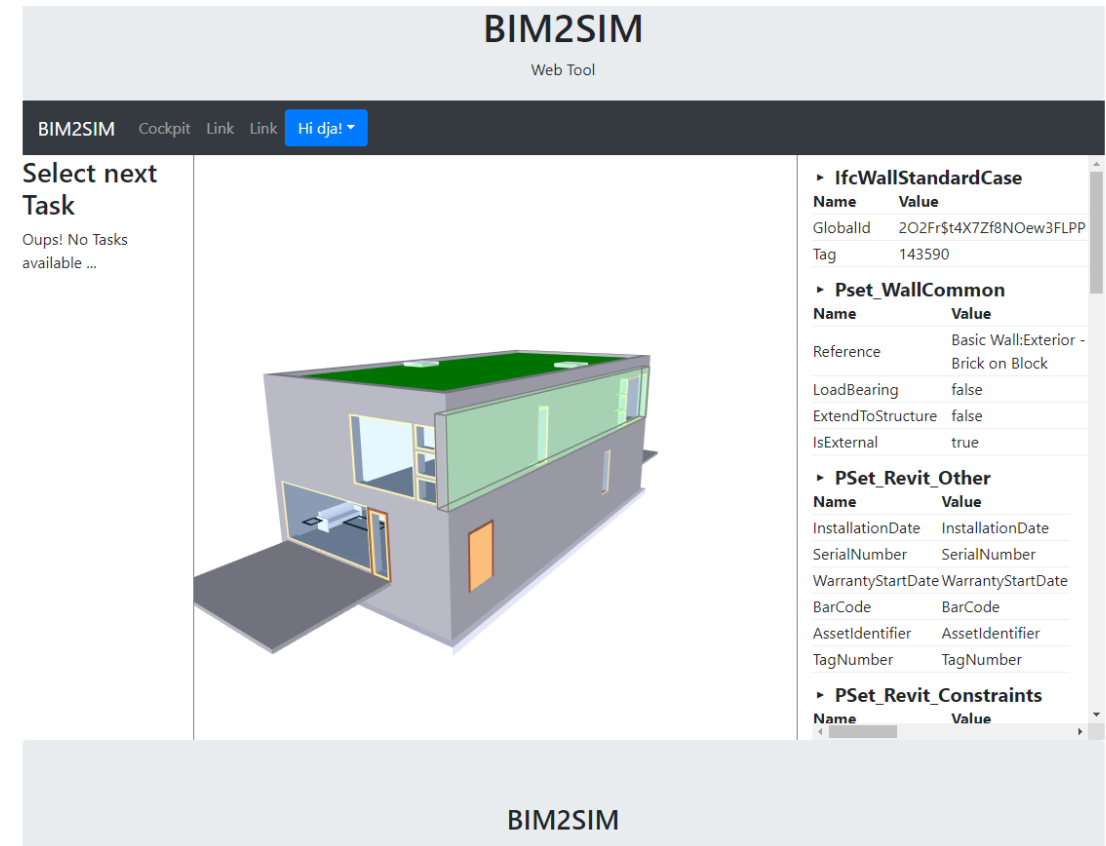 BIM2SIM
Web Tool
BIM2SIM Cockpit Link Link Hi dja!
Select next
Task
Oups! No Tasks
available ...
IfcWallStandardCase
Name Value
GlobalId 2O2Fr$t4X7Zf8NOew3FLPP
Tag 143590
Pset_WallCommon
Name Value
Reference Basic Wall:Exterior -
Brick on Block
LoadBearing false
ExtendToStructure false
IsExternal true
PSet_Revit_Other
Name Value
InstallationDate InstallationDate
SerialNumber SerialNumber
WarrantyStartDate WarrantyStartDate
BarCode BarCode
AssetIdentifier AssetIdentifier
TagNumber TagNumber
PSet_Revit_Constraints
Name Value
BIM2SIM